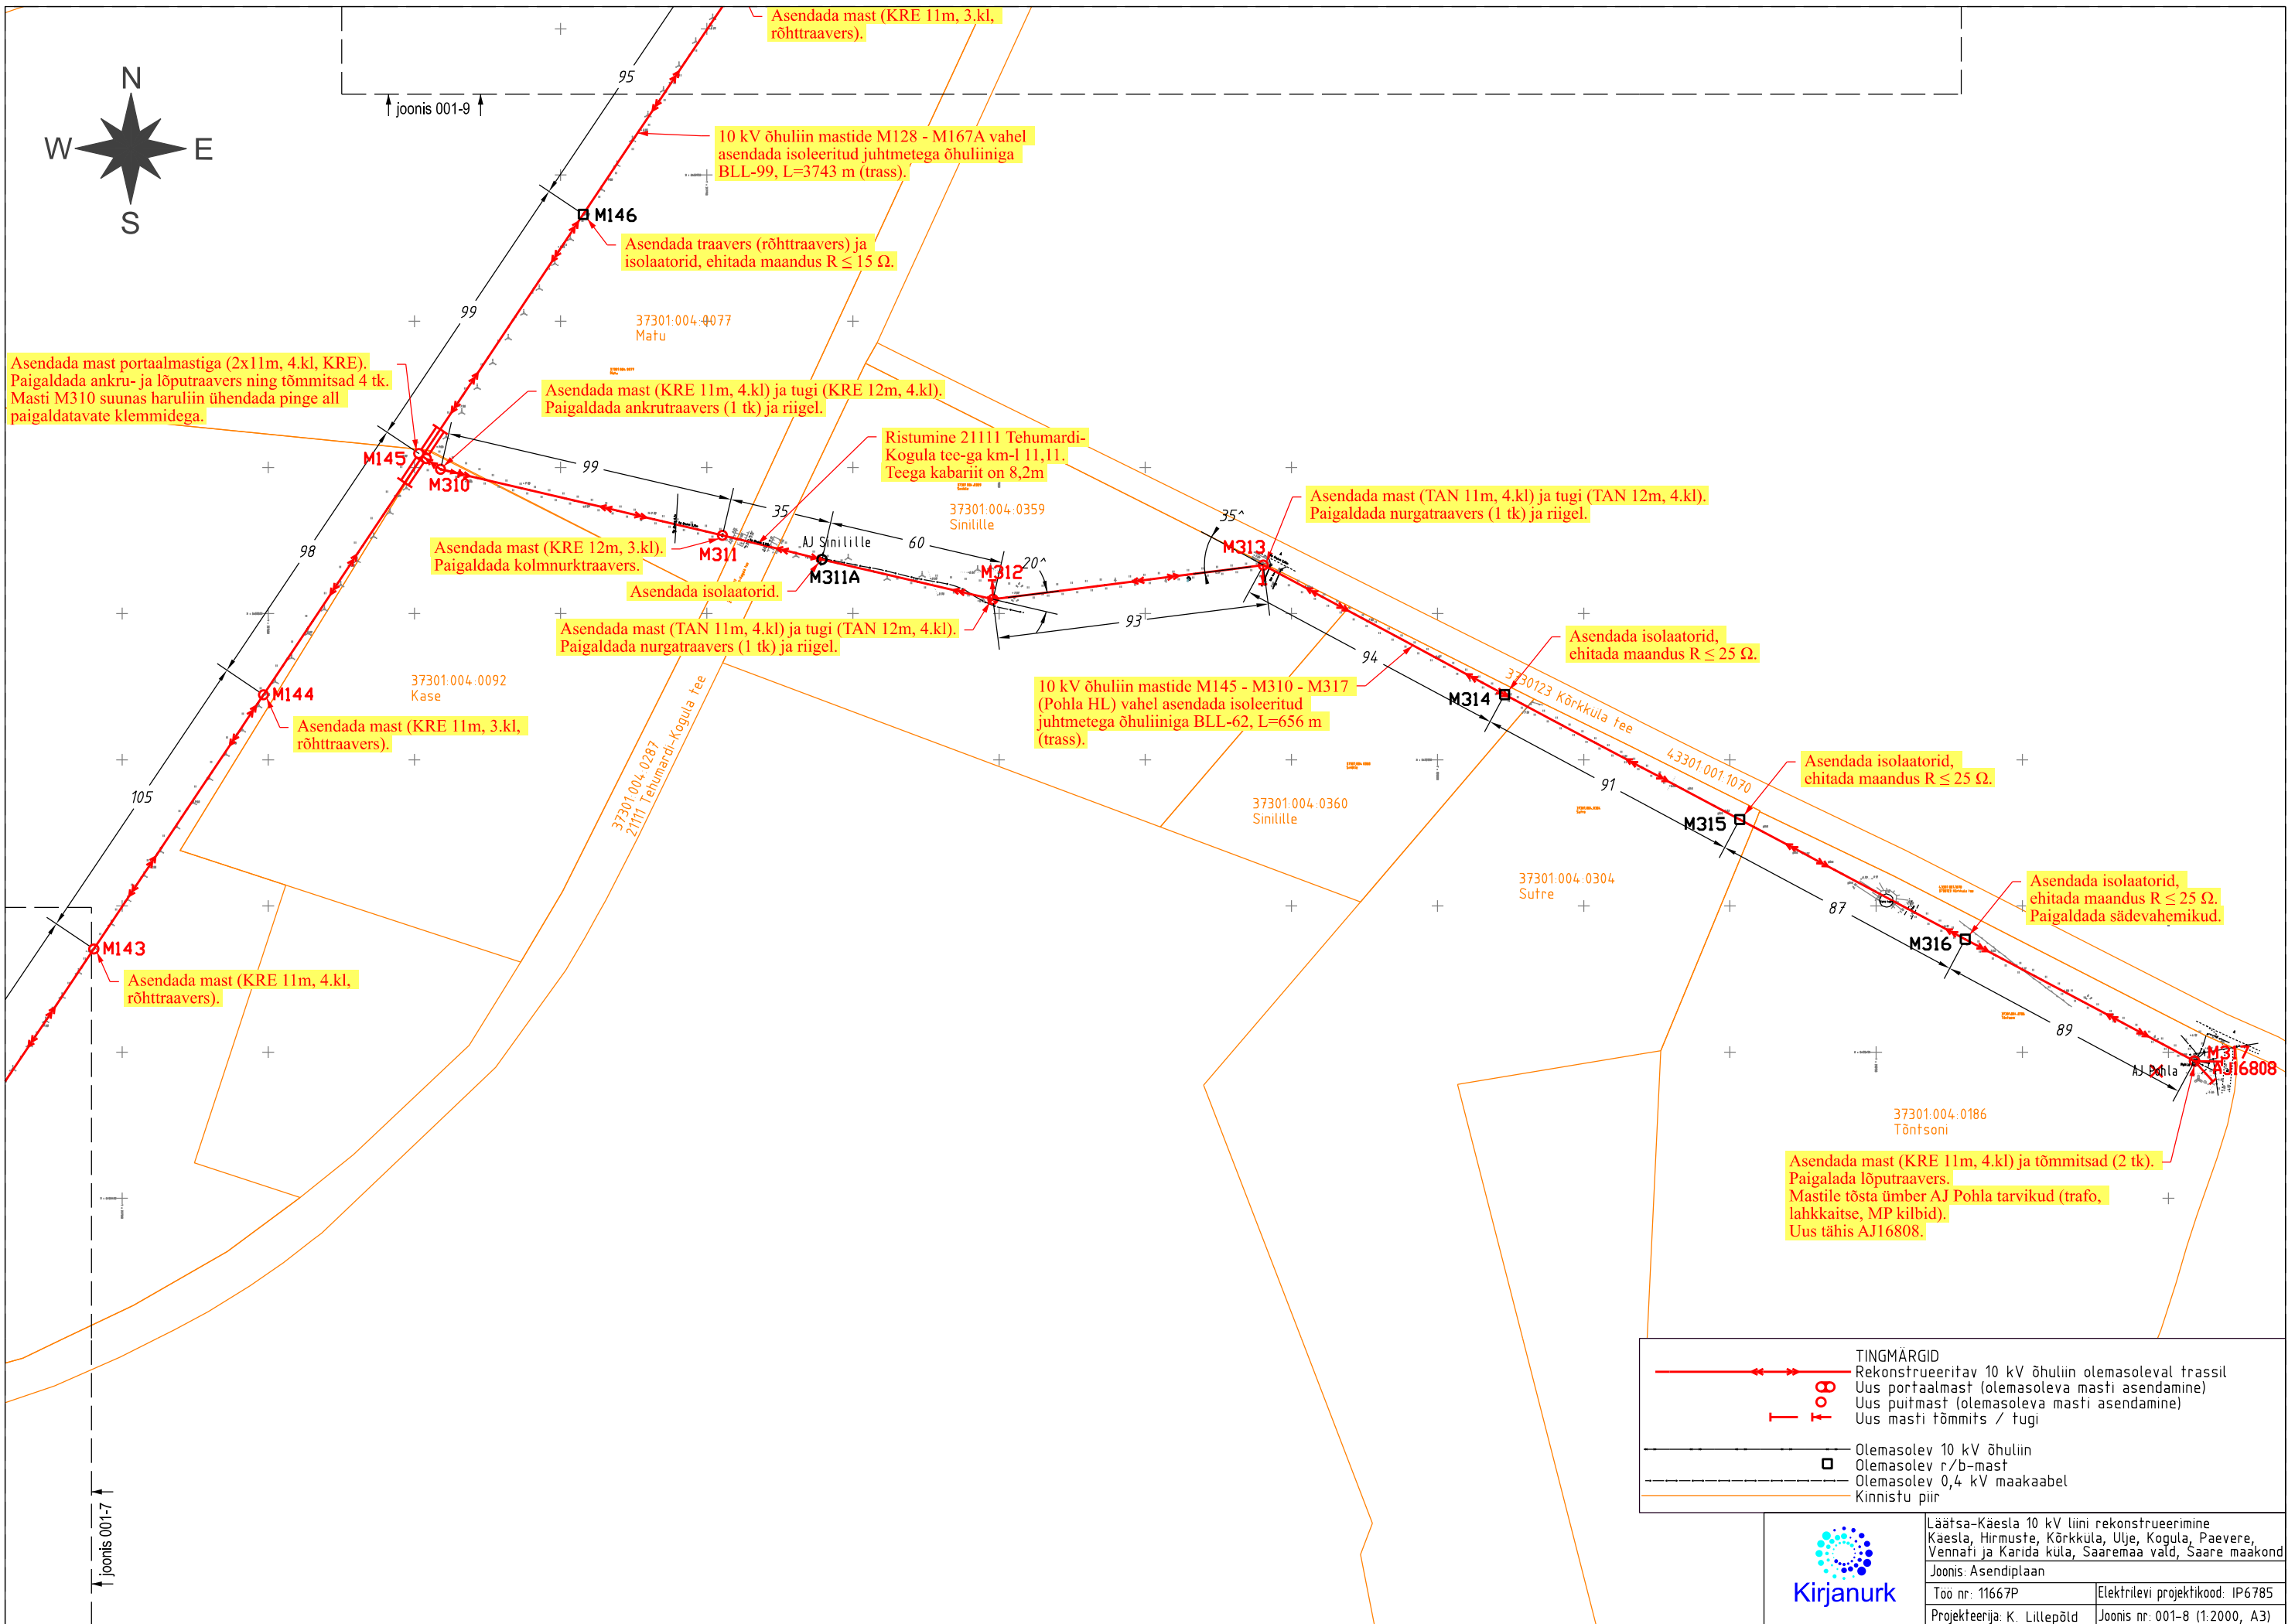 Asendada mast (KRE 11m, 3.kl,
rõhttraavers).
95
joonis 001-9
N
W
E
S
10 kV õhuliin mastide M128 - M167A vahel
asendada isoleeritud juhtmetega õhuliiniga
BLL-99, L=3743 m (trass).
M146
Asendada traavers (rõhttraavers) ja
isolaatorid, ehitada maandus R ≤ 15 Ω.
99
37301:004:0077
Matu
Asendada mast portaalmastiga (2x11m, 4.kl, KRE).
Paigaldada ankru- ja lõputraavers ning tõmmitsad 4 tk.
Masti M310 suunas haruliin ühendada pinge all
paigaldatavate klemmidega.
Asendada mast (KRE 11m, 4.kl) ja tugi (KRE 12m, 4.kl).
Paigaldada ankrutraavers (1 tk) ja riigel.
M145
M310
99
Ristumine 21111 Tehumardi-
Kogula tee-ga km-l 11,11.
Teega kabariit on 8,2m
37301:004:0359
Sinilille
Asendada mast (TAN 11m, 4.kl) ja tugi (TAN 12m, 4.kl).
Paigaldada nurgatraavers (1 tk) ja riigel.
35
35^
60
AJ Sinilille
98
Asendada mast (KRE 12m, 3.kl).
Paigaldada kolmnurktraavers.
M311
M311A
M312
20^
M313
Asendada isolaatorid.
93
Asendada mast (TAN 11m, 4.kl) ja tugi (TAN 12m, 4.kl).
Paigaldada nurgatraavers (1 tk) ja riigel.
94
Asendada isolaatorid,
ehitada maandus R ≤ 25 Ω.
37301:004:0092
Kase
M144
Asendada mast (KRE 11m, 3.kl,
rõhttraavers).
10 kV õhuliin mastide M145 - M310 - M317
(Pohla HL) vahel asendada isoleeritud
juhtmetega õhuliiniga BLL-62, L=656 m
(trass).
M314
3730123 Kõrkküla tee
43301:001:1070
37301:004:0287
21111 Tehumardi-Kogula tee
105
91
Asendada isolaatorid,
ehitada maandus R ≤ 25 Ω.
37301:004:0360
Sinilille
M315
37301:004:0304
Sutre
87
Asendada isolaatorid,
ehitada maandus R ≤ 25 Ω.
Paigaldada sädevahemikud.
M316
M143
Asendada mast (KRE 11m, 4.kl,
rõhttraavers).
89
M317
AJ Pohla
AJ16808
37301:004:0186
Tõntsoni
Asendada mast (KRE 11m, 4.kl) ja tõmmitsad (2 tk).
Paigalada lõputraavers.
Mastile tõsta ümber AJ Pohla tarvikud (trafo,
lahkkaitse, MP kilbid).
Uus tähis AJ16808.
joonis 001-7
TINGMÄRGID
Rekonstrueeritav 10 kV õhuliin olemasoleval trassil
Uus portaalmast (olemasoleva masti asendamine)
Uus puitmast (olemasoleva masti asendamine)
Uus masti tõmmits / tugi
Olemasolev 10 kV õhuliin
Olemasolev r/b-mast
Olemasolev 0,4 kV maakaabel
Kinnistu piir
Kirjanurk
Läätsa-Käesla 10 kV liini rekonstrueerimine
Käesla, Hirmuste, Kõrkküla, Ulje, Kogula, Paevere,
Vennati ja Karida küla, Saaremaa vald, Saare maakond
Joonis: Asendiplaan
Töö nr: 11667P
Elektrilevi projektikood: IP6785
Projekteerija: K. Lillepõld
Joonis nr: 001-8 (1:2000, A3)